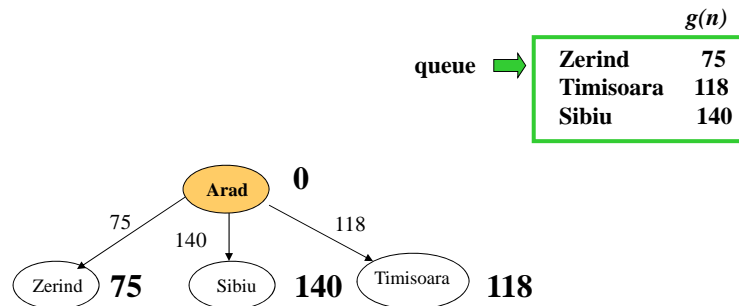 g(n)
queue
Zerind 75
Timisoara 118
Sibiu 140
Arad 0
75
140
118
Zerind 75
Sibiu 140
Timisoara 118